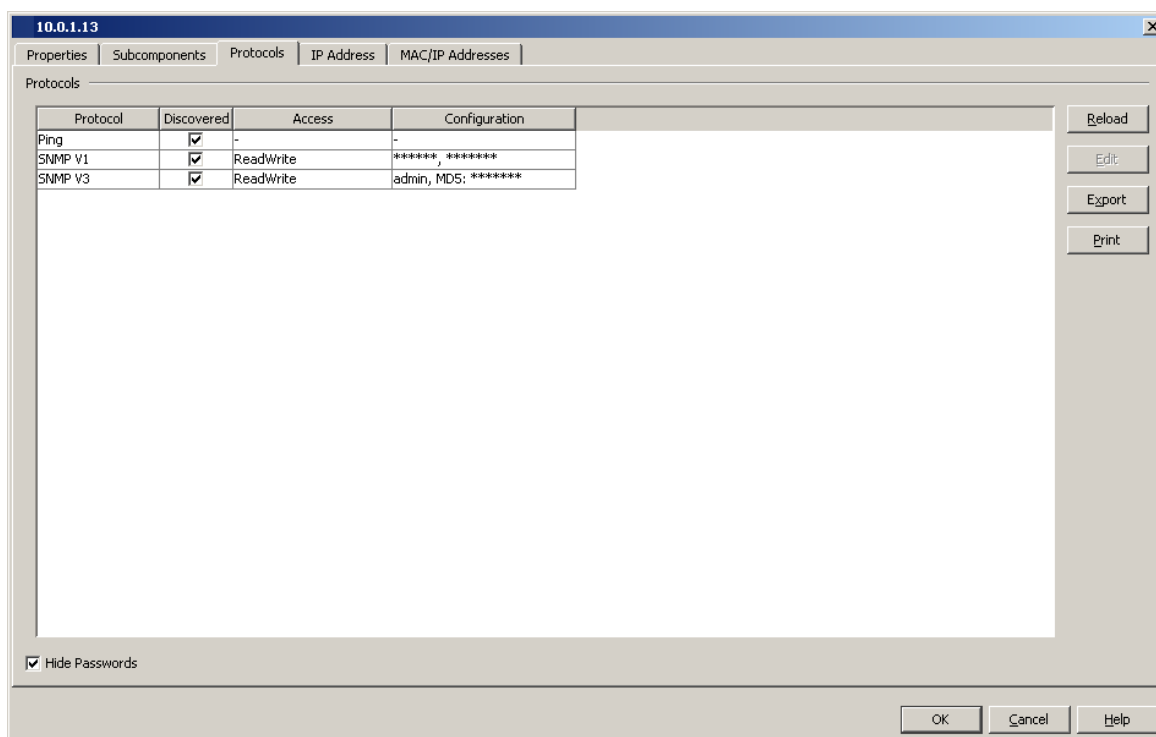 10.0.1.13
Properties Subcomponents Protocols IP Address MAC/IP Addresses
Protocols
Protocol Discovered Access Configuration Reload
Ping - -
SNMP V1 ReadWrite ******, ******* Edit
SNMP V3 ReadWrite admin, MD5: *******
Export
Print
Hide Passwords
OK Cancel Help